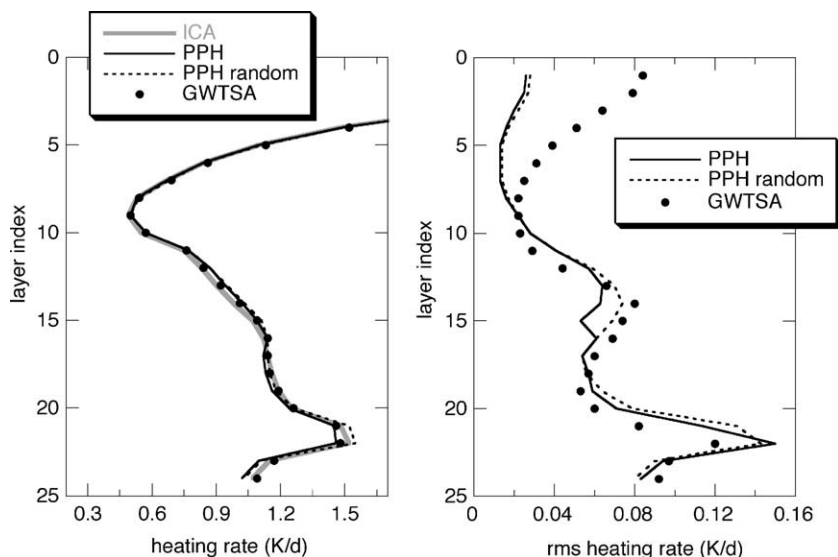 ICA
PPH
PPH random
GWTSA
0
5
10
15
20
25
layer index
0.3 0.6 0.9 1.2 1.5
heating rate (K/d)
PPH
PPH random
GWTSA
0
5
10
15
20
25
layer index
0 0.04 0.08 0.12 0.16
rms heating rate (K/d)